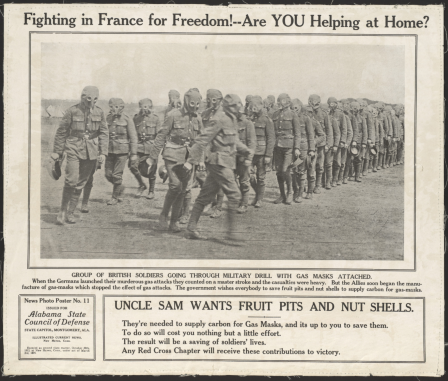 Fighting in France for Freedom!--Are YOU Helping at Home?
GROUP OF BRITISH SOLDIERS GOING THROUGH MILITARY DRILL WITH GAS MASKS ATTACHED.
When the Germans launched their murderous gas attacks they counted on a master stroke and the casualties were heavy. But the Allies soon began the manu-
facture of gas-masks which stopped the effect of gas attacks. The government wishes everybody to save fruit pits and nut shells to supply carbon for gas-masks.
News Photo Poster No. 11
ISSUED FOR
Alabama State
Council of Defense
STATE CAPITOL, MONTGOMERY, ALA.
ILLUSTRATED CURRENT NEWS
New Haven, Conn.
UNCLE SAM WANTS FRUIT PITS AND NUT SHELLS.
They're needed to supply carbon for Gas Masks, and its up to you to save them.
To do so will cost you nothing but a little effort.
The result will be a saving of soldiers' lives.
Any Red Cross Chapter will receive these contributions to victory.